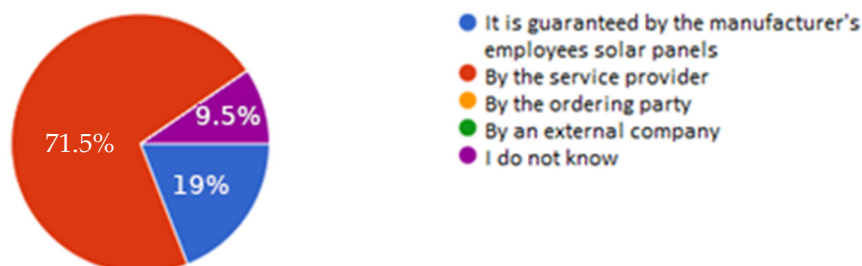 71.5%
9.5%
19%
It is guaranteed by the manufacturer's
employees solar panels
By the service provider
By the ordering party
By an external company
I do not know